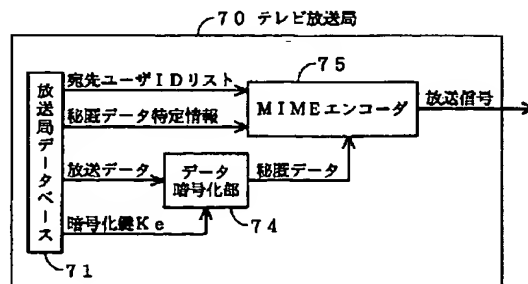 70 テレビ放送局
75
宛先ユーザIDリスト
MIMEエンコーダ
放送信号
秘匿データ特定情報
放送局データベース
放送データ
データ
暗号化部
秘匿データ
暗号化鍵Ke
74
71